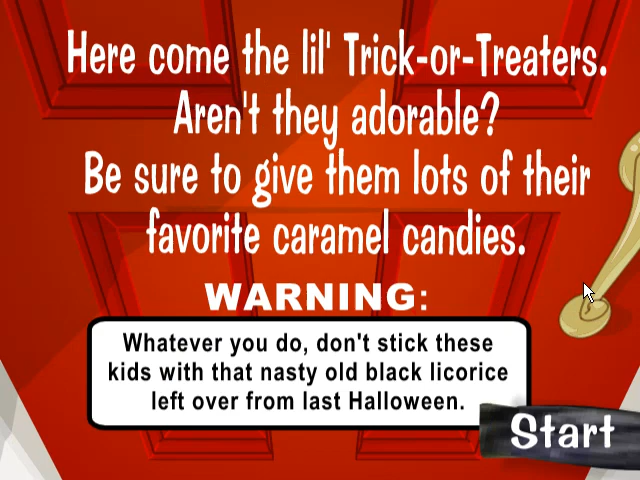 Here come the lil' Trick-or-Treaters.
Aren't they adorable?
Be sure to give them lots of their
favorite caramel candies.
WARNING:
Whatever you do, don't stick these
kids with that nasty old black licorice
left over from last Halloween.
Start